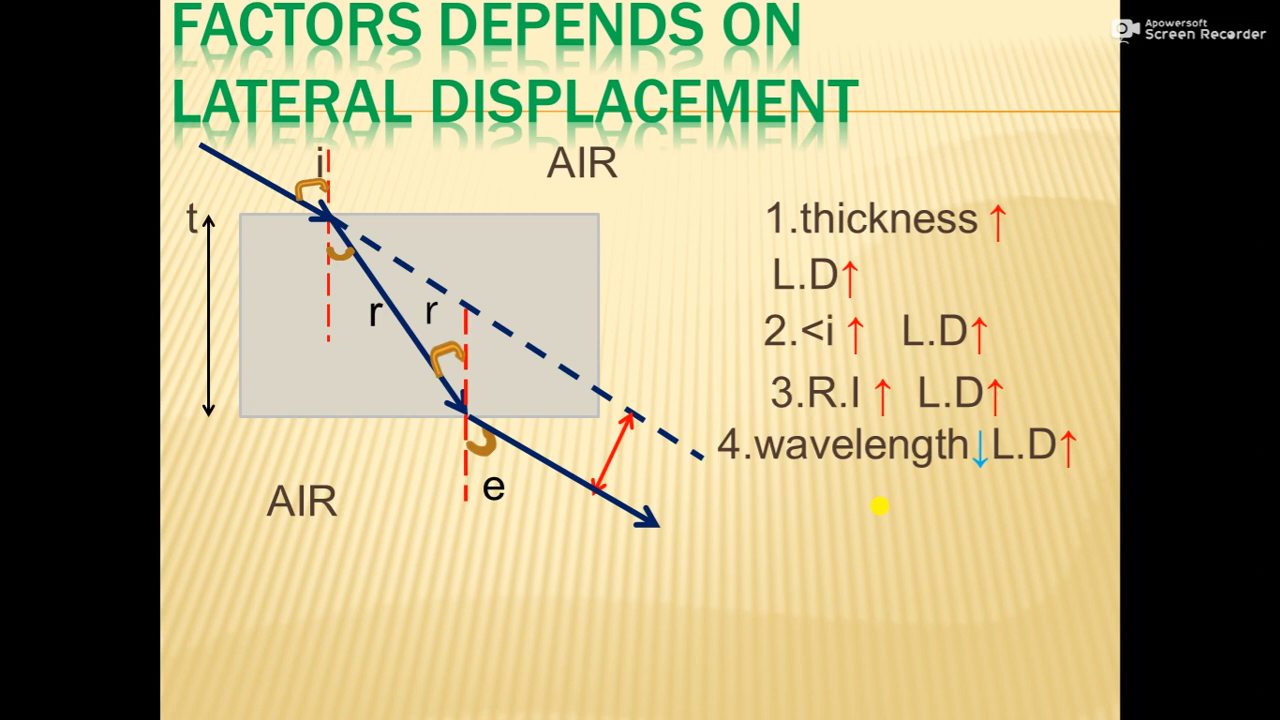 FACTORS DEPENDS ON
LATERAL DISPLACEMENT
Apowersoft
Screen Recorder
i
AIR
t
1.thickness ↑
L.D↑
r
r
2.<i ↑ L.D↑
3.R.I ↑ L.D↑
4.wavelength↓L.D↑
e
AIR